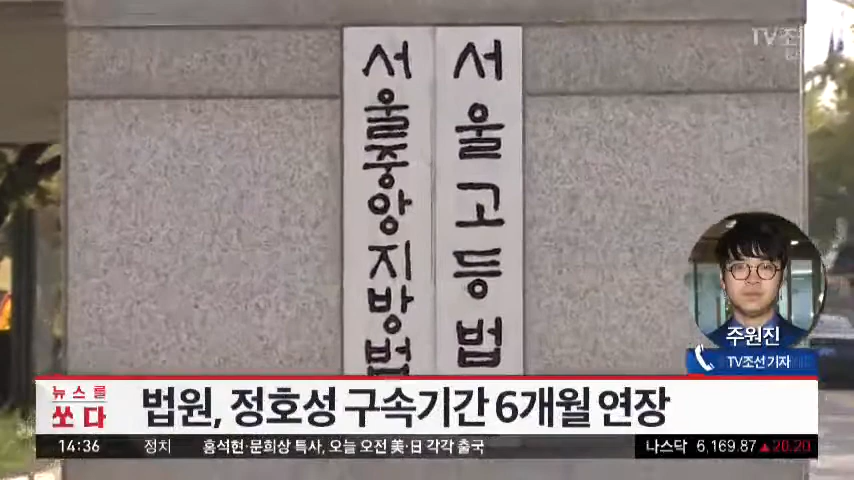 TV조선
서울중앙지방법
서울고등법
주원진
TV조선 기자
뉴스룸
쏘다
법원, 정호성 구속기간 6개월 연장
14:36 정치 홍석현·문희상 특사, 오늘 오전 美·日 각각 출국
나스닥 6,169.87▲20.20